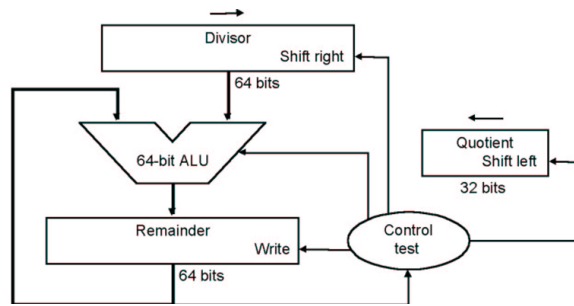 Divisor
Shift right
64 bits
64-bit ALU
Quotient
Shift left
32 bits
Remainder
Write
Control
test
64 bits